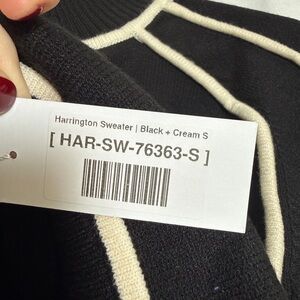 Harrington Sweater | Black + Cream S
[ HAR-SW-76363-S ]